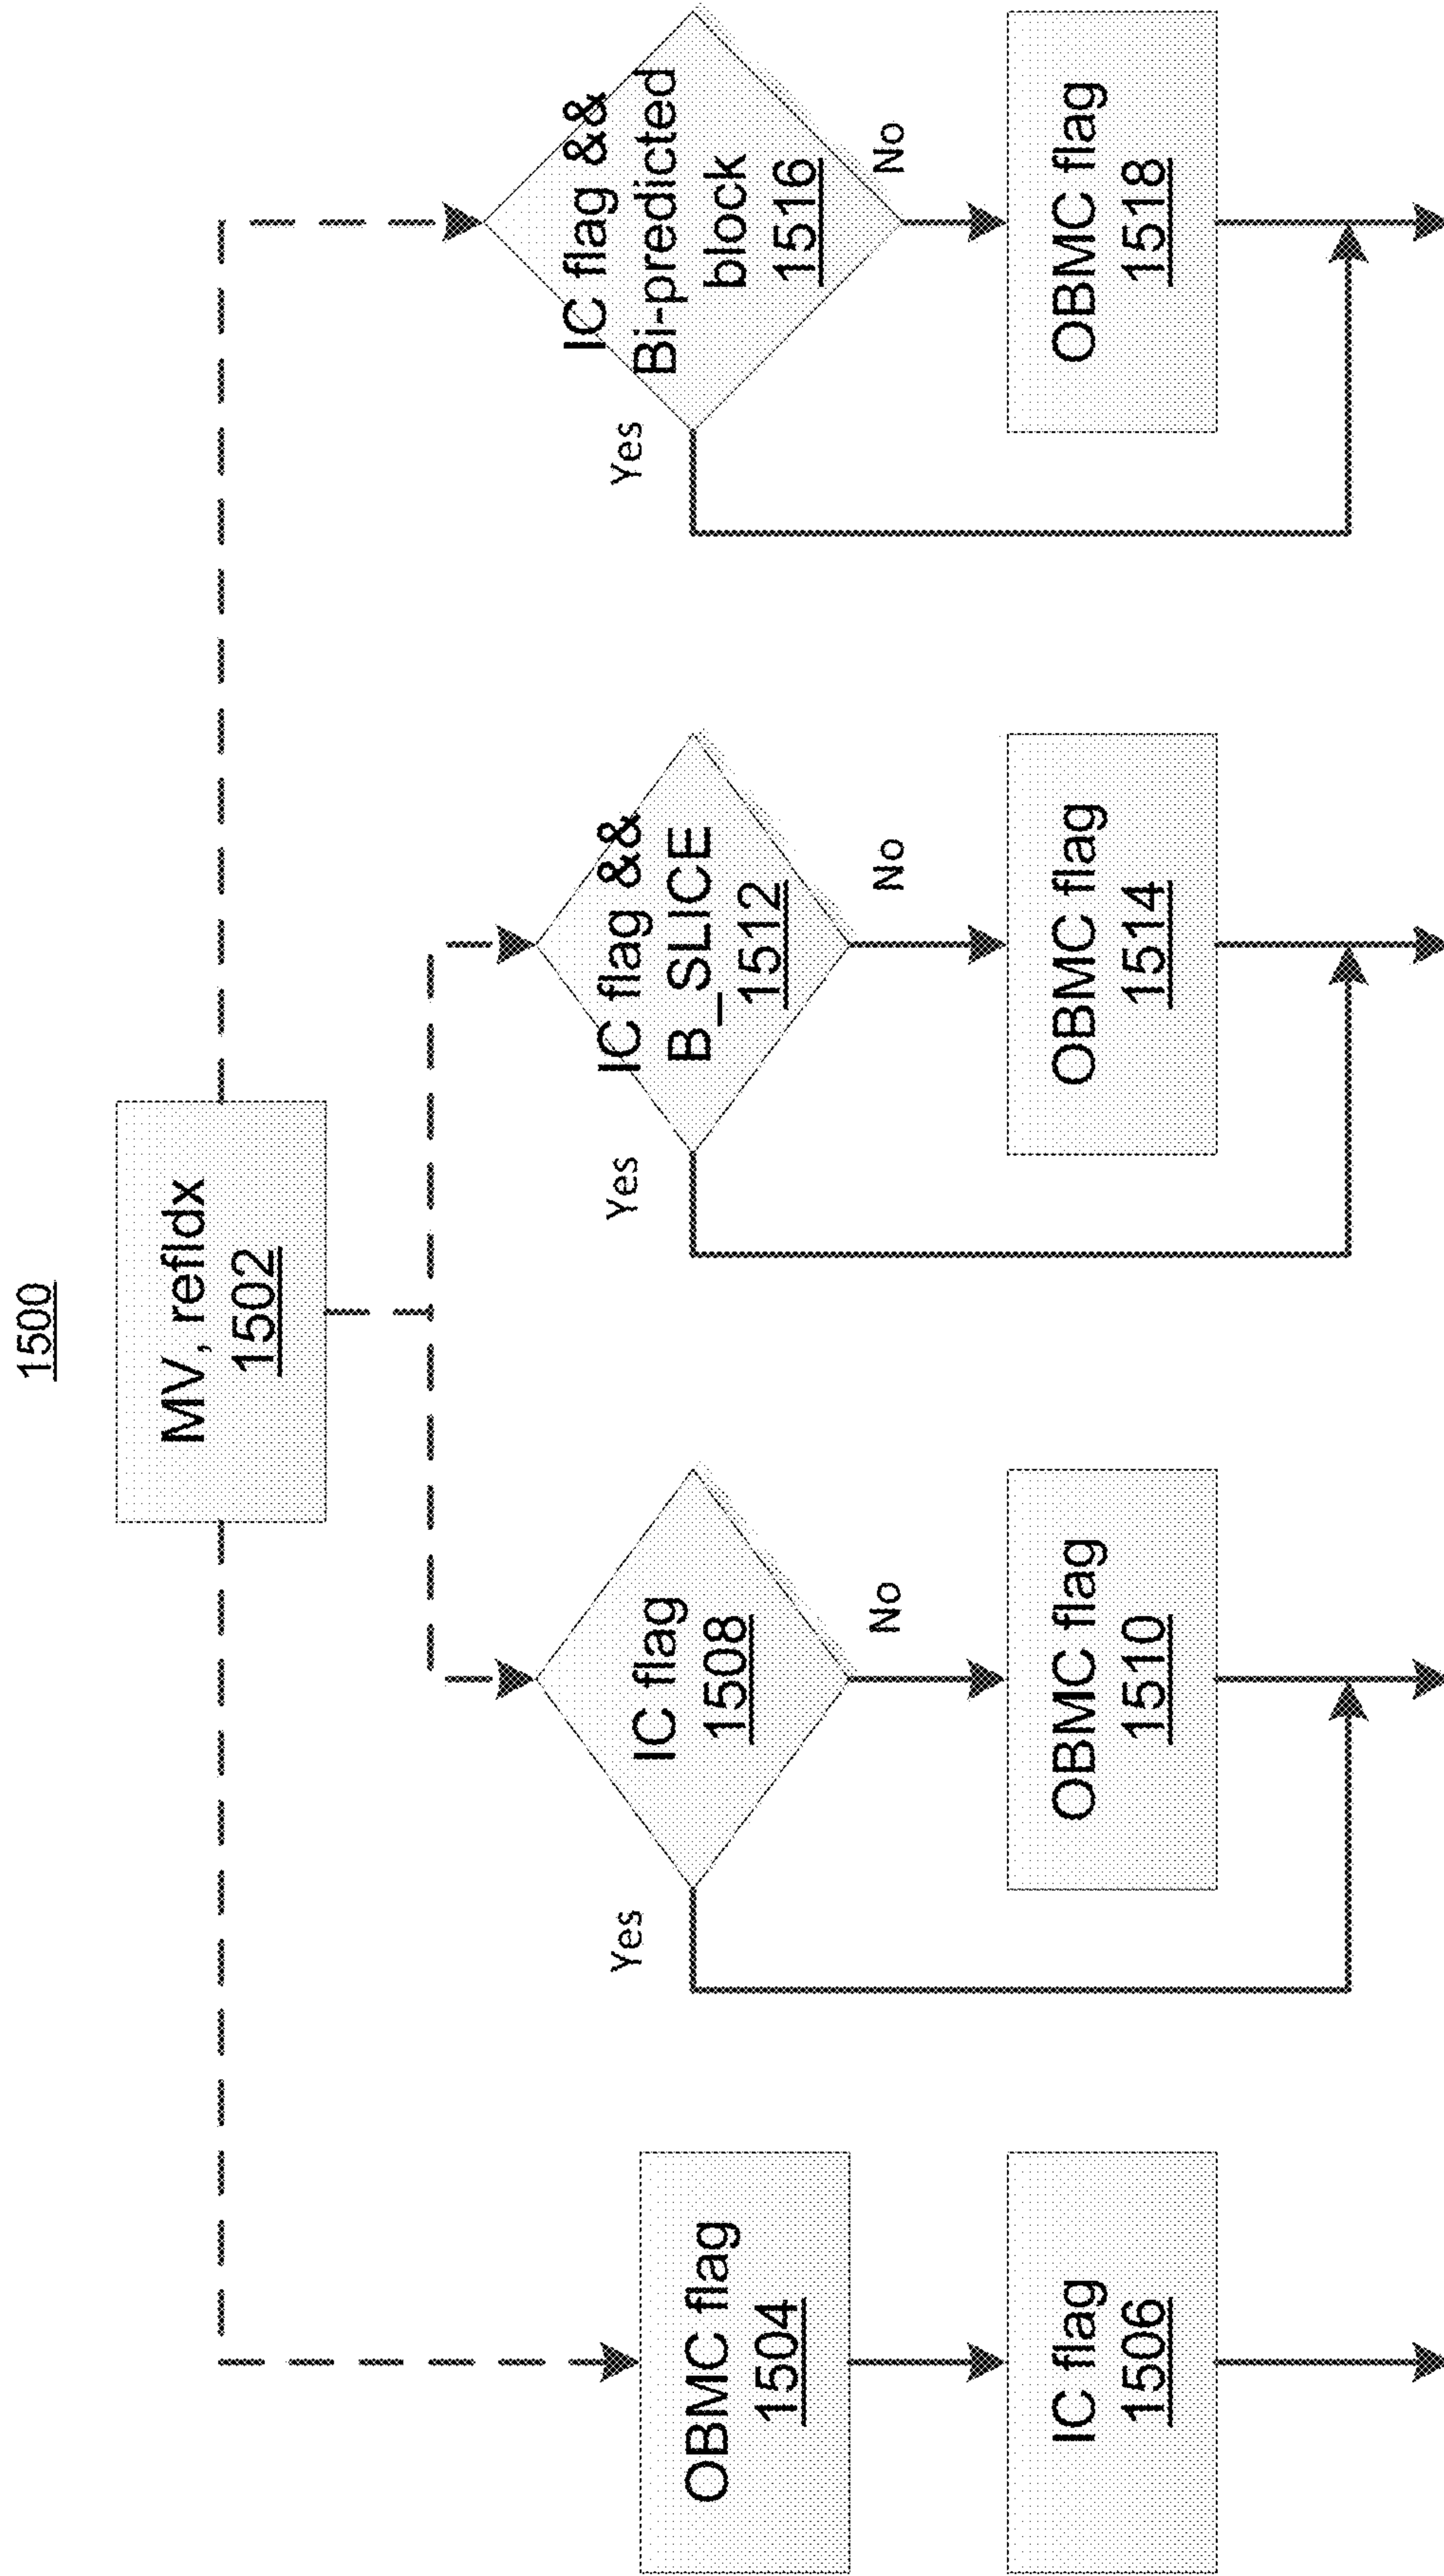 1500
MV, refIdx
1502
OBMC flag
1504
IC flag
1506
IC flag
1508
Yes
No
OBMC flag
1510
IC flag &&
B_SLICE
1512
Yes
No
OBMC flag
1514
IC flag &&
Bi-predicted
block
1516
Yes
No
OBMC flag
1518